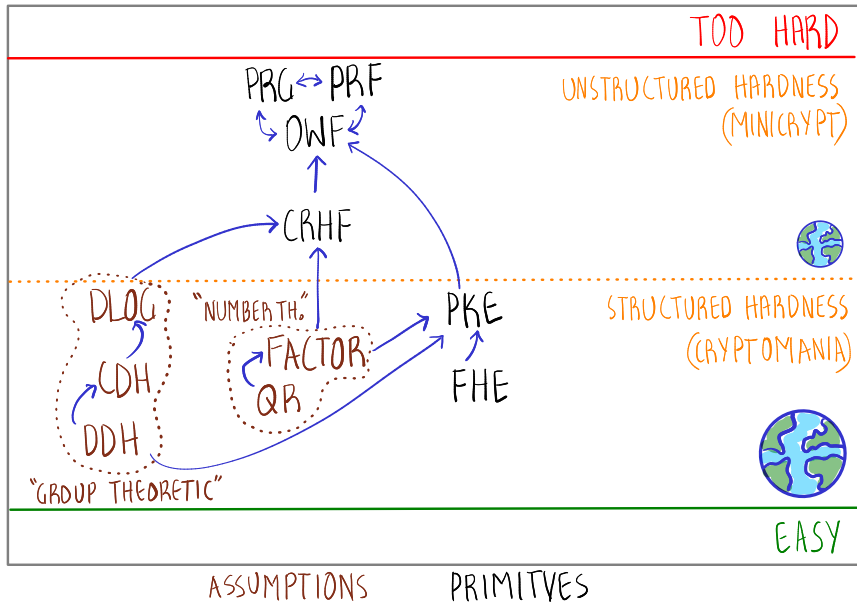 TOO HARD
PRG PRF
UNSTRUCTURED HARDNESS
(MINICRYPT)
OWF
CRHF
DLOG
"NUMBER TH."
PKE
STRUCTURED HARDNESS
(CRYPTOMANIA)
FACTOR
CDH
FHE
QR
DDH
"GROUP THEORETIC"
EASY
ASSUMPTIONS
PRIMITVES